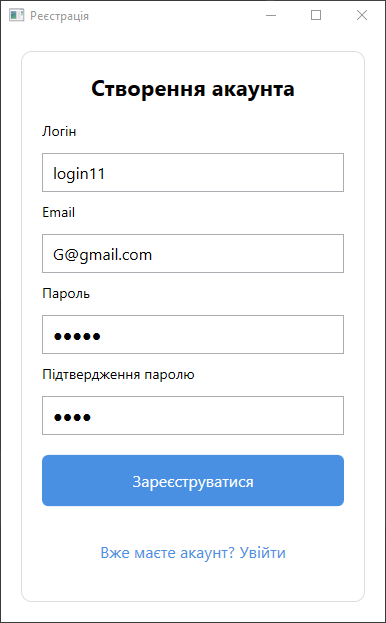 Реєстрація
Створення акаунта
Логін
login11
Email
G@gmail.com
Пароль
●●●●●
Підтвердження паролю
●●●●
Зареєструватися
Вже маєте акаунт? Увійти